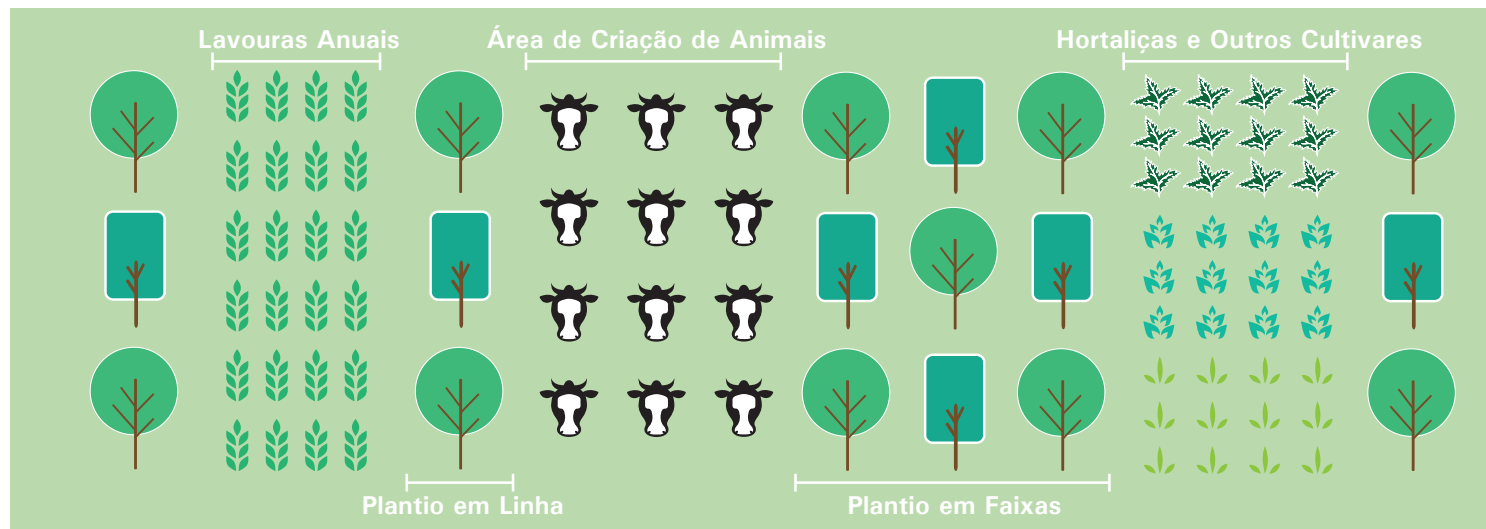 Lavouras Anuais
Área de Criação de Animais
Hortaliças e Outros Cultivares
Plantio em Linha
Plantio em Faixas